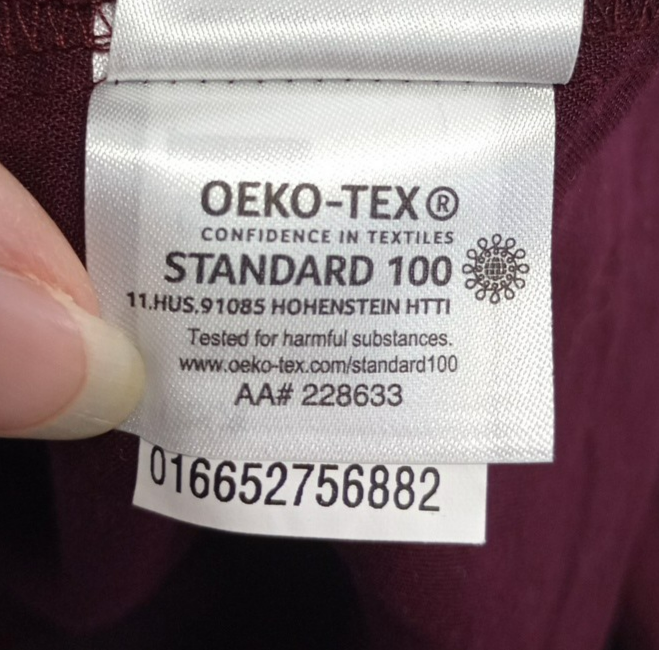 OEKO-TEX®
CONFIDENCE IN TEXTILES
STANDARD 100
11.HUS.91085 HOHENSTEIN HTTI
Tested for harmful substances.
www.oeko-tex.com/standard100
AA# 228633
016652756882